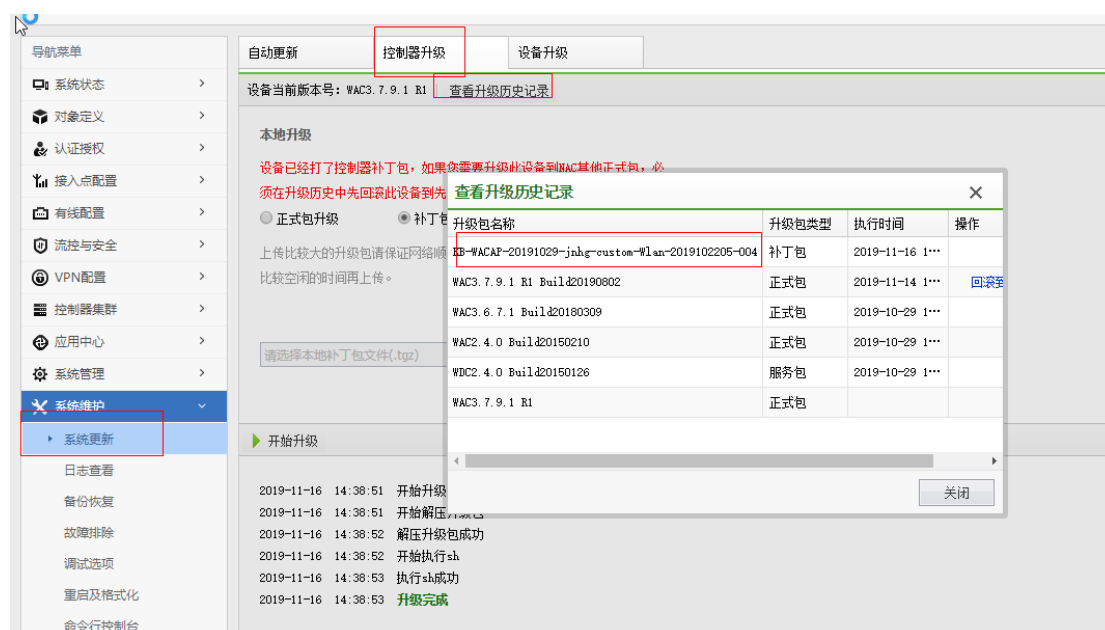 导航菜单
系统状态
对象定义
认证授权
接入点配置
有线配置
流控与安全
VPN配置
控制器集群
应用中心
系统管理
系统维护
系统更新
日志查看
备份恢复
故障排除
调试选项
重启及格式化
命令行控制台
自动更新 控制器升级 设备升级
设备当前版本号: WAC3.7.9.1 R1 查看升级历史记录
本地升级
设备已经打了控制器补丁包，如果您需要升级此设备到WAC其他正式包，必
须在升级历史中先回滚此设备到先
正式包升级 补丁包
上传比较大的升级包请保证网络顺
比较空闲的时间再上传。
请选择本地补丁包文件(.tgz)
开始升级
2019-11-16 14:38:51 开始升级
2019-11-16 14:38:51 开始解压升级包
2019-11-16 14:38:52 解压升级包成功
2019-11-16 14:38:52 开始执行sh
2019-11-16 14:38:53 执行sh成功
2019-11-16 14:38:53 升级完成
查看升级历史记录
升级包名称 升级包类型 执行时间 操作
KB-WACAP-20191029-jnhg-custom-Wlan-2019102205-004 补丁包 2019-11-16 1···
WAC3.7.9.1 R1 Build20190802 正式包 2019-11-14 1··· 回滚到
WAC3.6.7.1 Build20180309 正式包 2019-10-29 1···
WAC2.4.0 Build20150210 正式包 2019-10-29 1···
WDC2.4.0 Build20150126 服务包 2019-10-29 1···
WAC3.7.9.1 R1 正式包
关闭